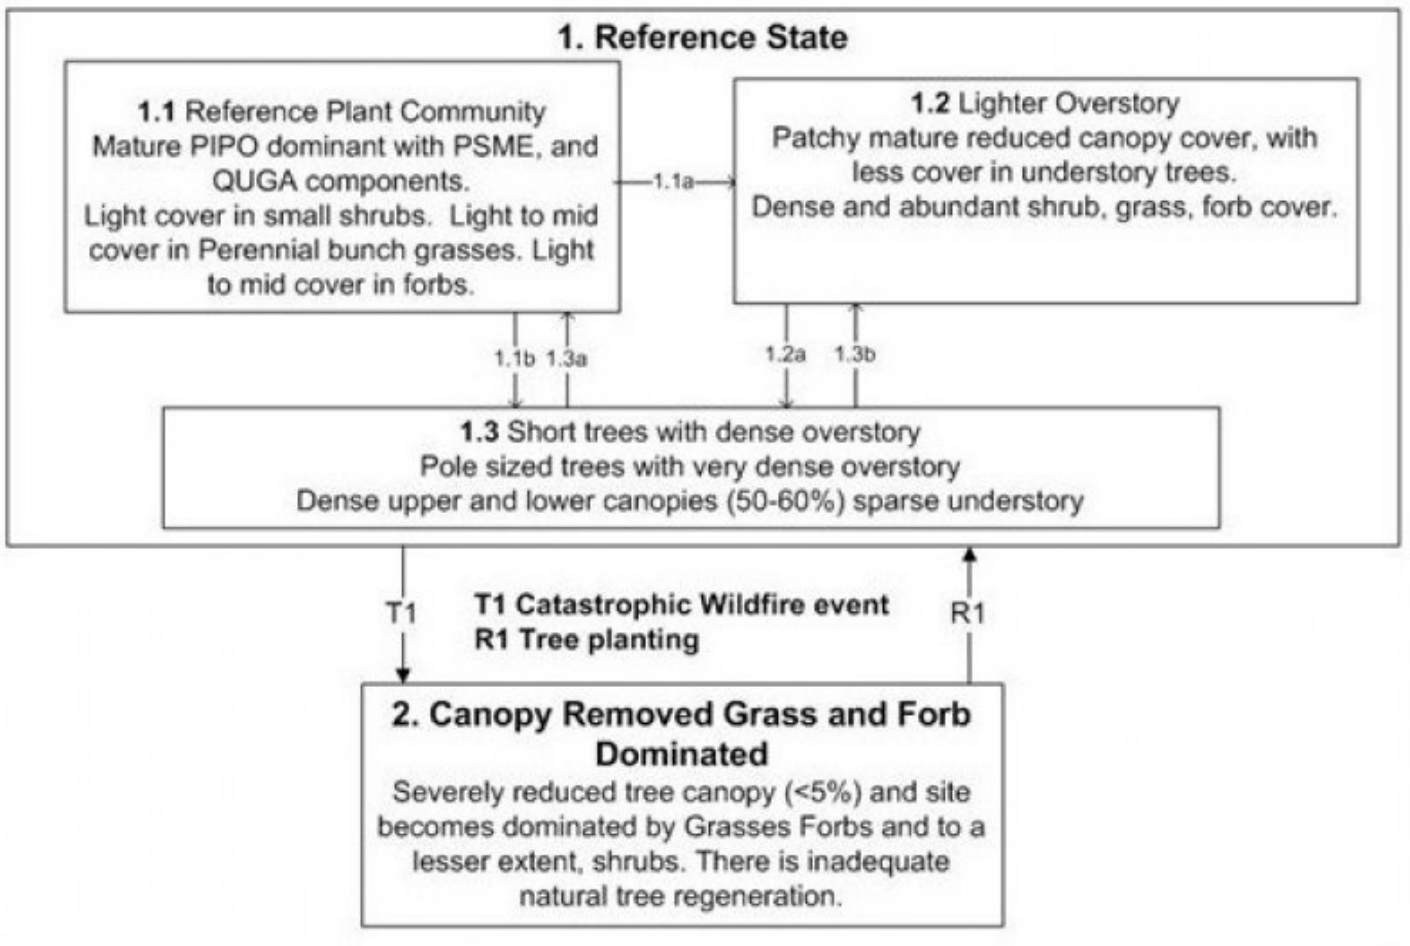 1. Reference State
1.1 Reference Plant Community
Mature PIPO dominant with PSME, and
QUGA components.
Light cover in small shrubs. Light to mid
cover in Perennial bunch grasses. Light
to mid cover in forbs.
1.1a
1.2 Lighter Overstory
Patchy mature reduced canopy cover, with
less cover in understory trees.
Dense and abundant shrub, grass, forb cover.
1.1b 1.3a
1.2a 1.3b
1.3 Short trees with dense overstory
Pole sized trees with very dense overstory
Dense upper and lower canopies (50-60%) sparse understory
T1
T1 Catastrophic Wildfire event
R1 Tree planting
R1
2. Canopy Removed Grass and Forb
Dominated
Severely reduced tree canopy (<5%) and site
becomes dominated by Grasses Forbs and to a
lesser extent, shrubs. There is inadequate
natural tree regeneration.